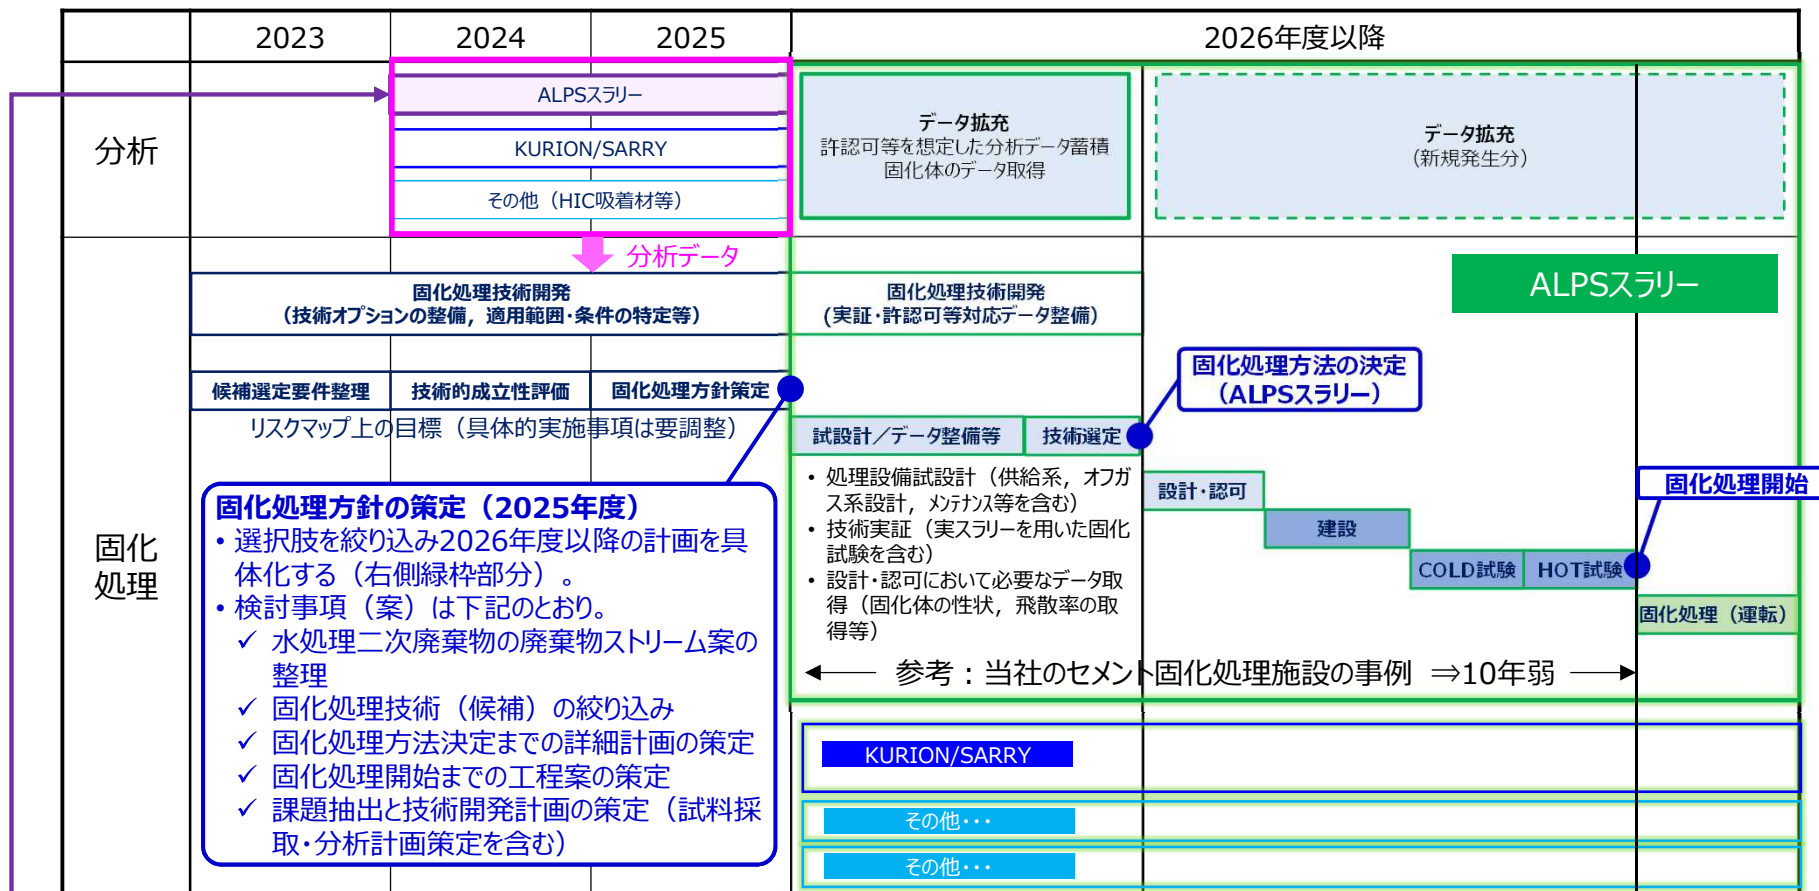 2023
2024
2025
2026年度以降
分析
ALPSスラリー
KURION/SARRY
その他（HIC吸着材等）
データ拡充
許認可等を想定した分析データ蓄積
固化体のデータ取得
データ拡充
（新規発生分）
分析データ
固化処理
固化処理技術開発
（技術オプションの整備，適用範囲・条件の特定等）
固化処理技術開発
(実証・許認可等対応データ整備）
ALPSスラリー
候補選定要件整理
技術的成立性評価
固化処理方針策定
リスクマップ上の目標（具体的実施事項は要調整）
固化処理方法の決定
（ALPSスラリー）
試設計／データ整備等
技術選定
• 処理設備試設計（供給系，オフガ
ス系設計，メンテナンス等を含む）
• 技術実証（実スラリーを用いた固化
試験を含む）
• 設計・認可において必要なデータ取
得（固化体の性状，飛散率の取
得等）
設計・認可
建設
COLD試験
HOT試験
固化処理開始
固化処理（運転）
参考：当社のセメント固化処理施設の事例 ⇒10年弱
固化処理方針の策定（2025年度）
• 選択肢を絞り込み2026年度以降の計画を具
体化する（右側緑枠部分）。
• 検討事項（案）は下記のとおり。
✓ 水処理二次廃棄物の廃棄物ストリーム案の
整理
✓ 固化処理技術（候補）の絞り込み
✓ 固化処理方法決定までの詳細計画の策定
✓ 固化処理開始までの工程案の策定
✓ 課題抽出と技術開発計画の策定（試料採
取・分析計画策定を含む）
KURION/SARRY
その他・・・
その他・・・